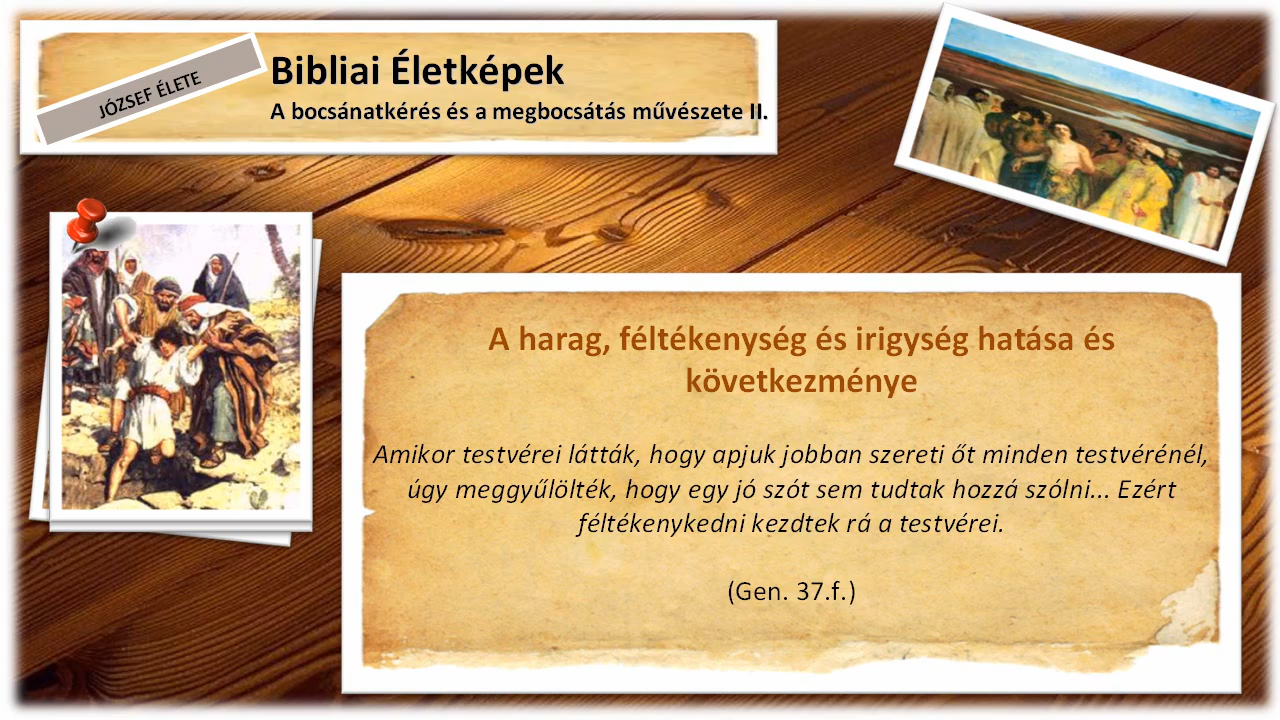 JÓZSEF ÉLETE
Bibliai Életképek
A bocsánatkérés és a megbocsátás művészete II.
A harag, féltékenység és irigység hatása és
következménye
Amikor testvérei látták, hogy apjuk jobban szereti őt minden testvérénél,
úgy meggyűlölték, hogy egy jó szót sem tudtak hozzá szólni... Ezért
féltékenykedni kezdtek rá a testvérei.
(Gen. 37.f.)